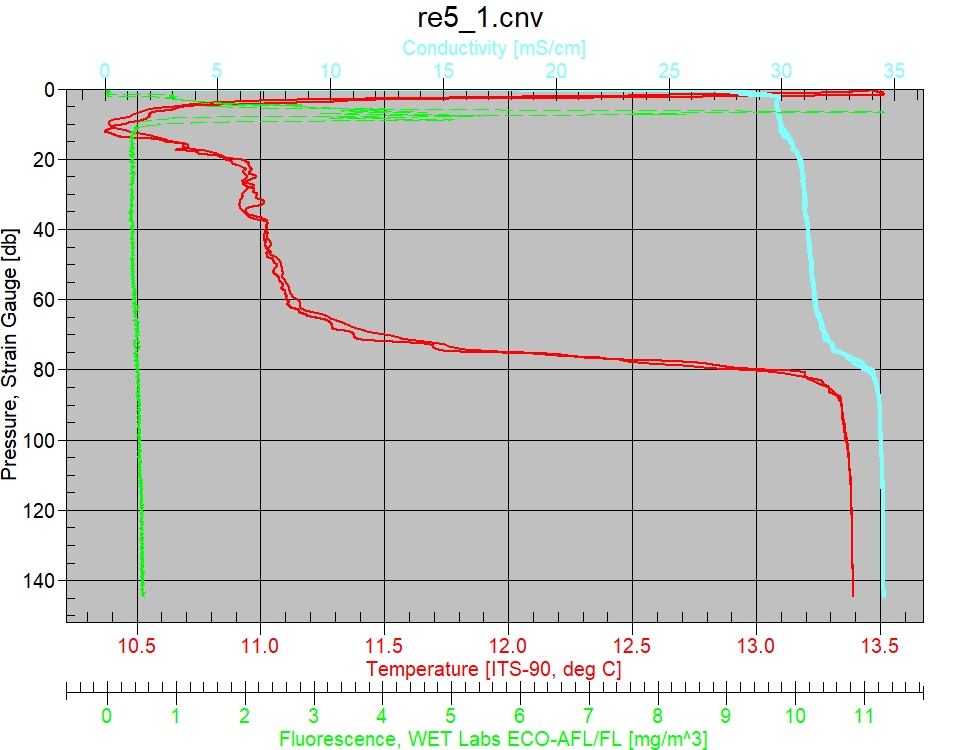 re5_1.cnv
Conductivity [mS/cm]
0 5 10 15 20 25 30 35
0
20
40
60
80
100
120
140
Pressure, Strain Gauge [db]
10.5 11.0 11.5 12.0 12.5 13.0 13.5
Temperature [ITS-90, deg C]
0 1 2 3 4 5 6 7 8 9 10 11
Fluorescence, WET Labs ECO-AFL/FL [mg/m^3]